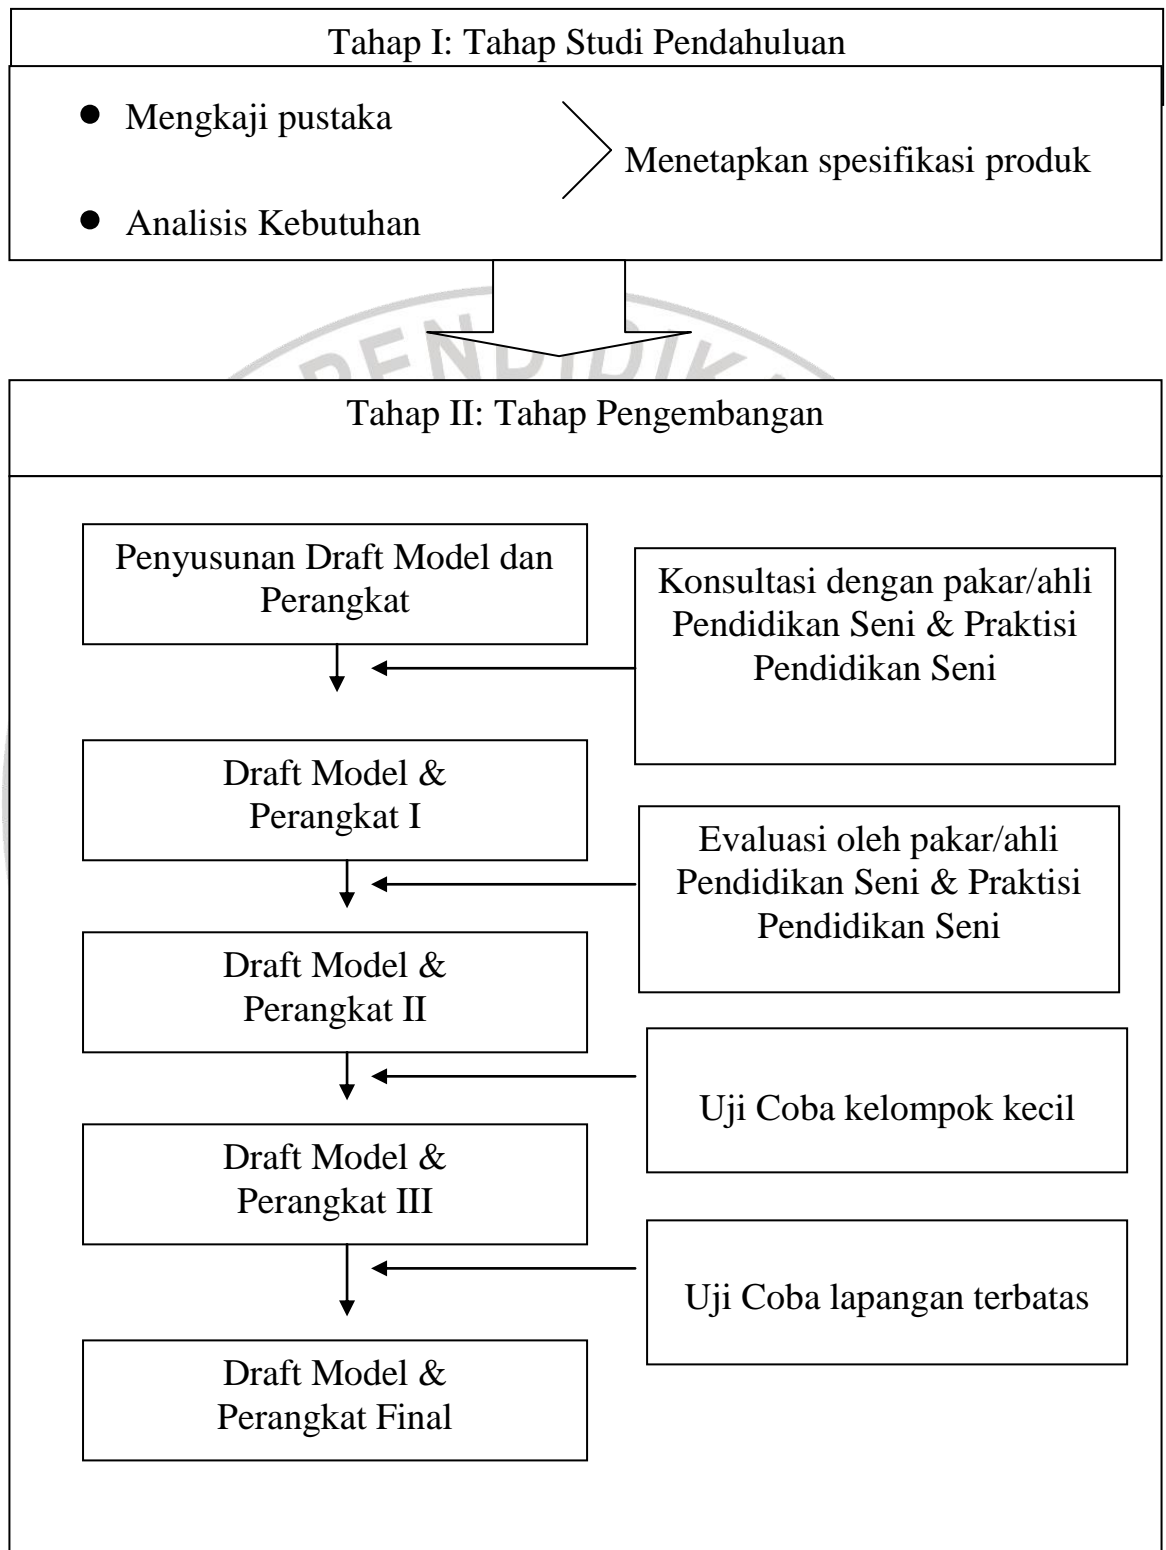 Tahap I: Tahap Studi Pendahuluan
● Mengkaji pustaka
Menetapkan spesifikasi produk
● Analisis Kebutuhan
PENDIDIKA
Tahap II: Tahap Pengembangan
Penyusunan Draft Model dan
Perangkat
Konsultasi dengan pakar/ahli
Pendidikan Seni & Praktisi
Pendidikan Seni
Draft Model &
Perangkat I
Evaluasi oleh pakar/ahli
Pendidikan Seni & Praktisi
Pendidikan Seni
Draft Model &
Perangkat II
Uji Coba kelompok kecil
Draft Model &
Perangkat III
Uji Coba lapangan terbatas
Draft Model &
Perangkat Final